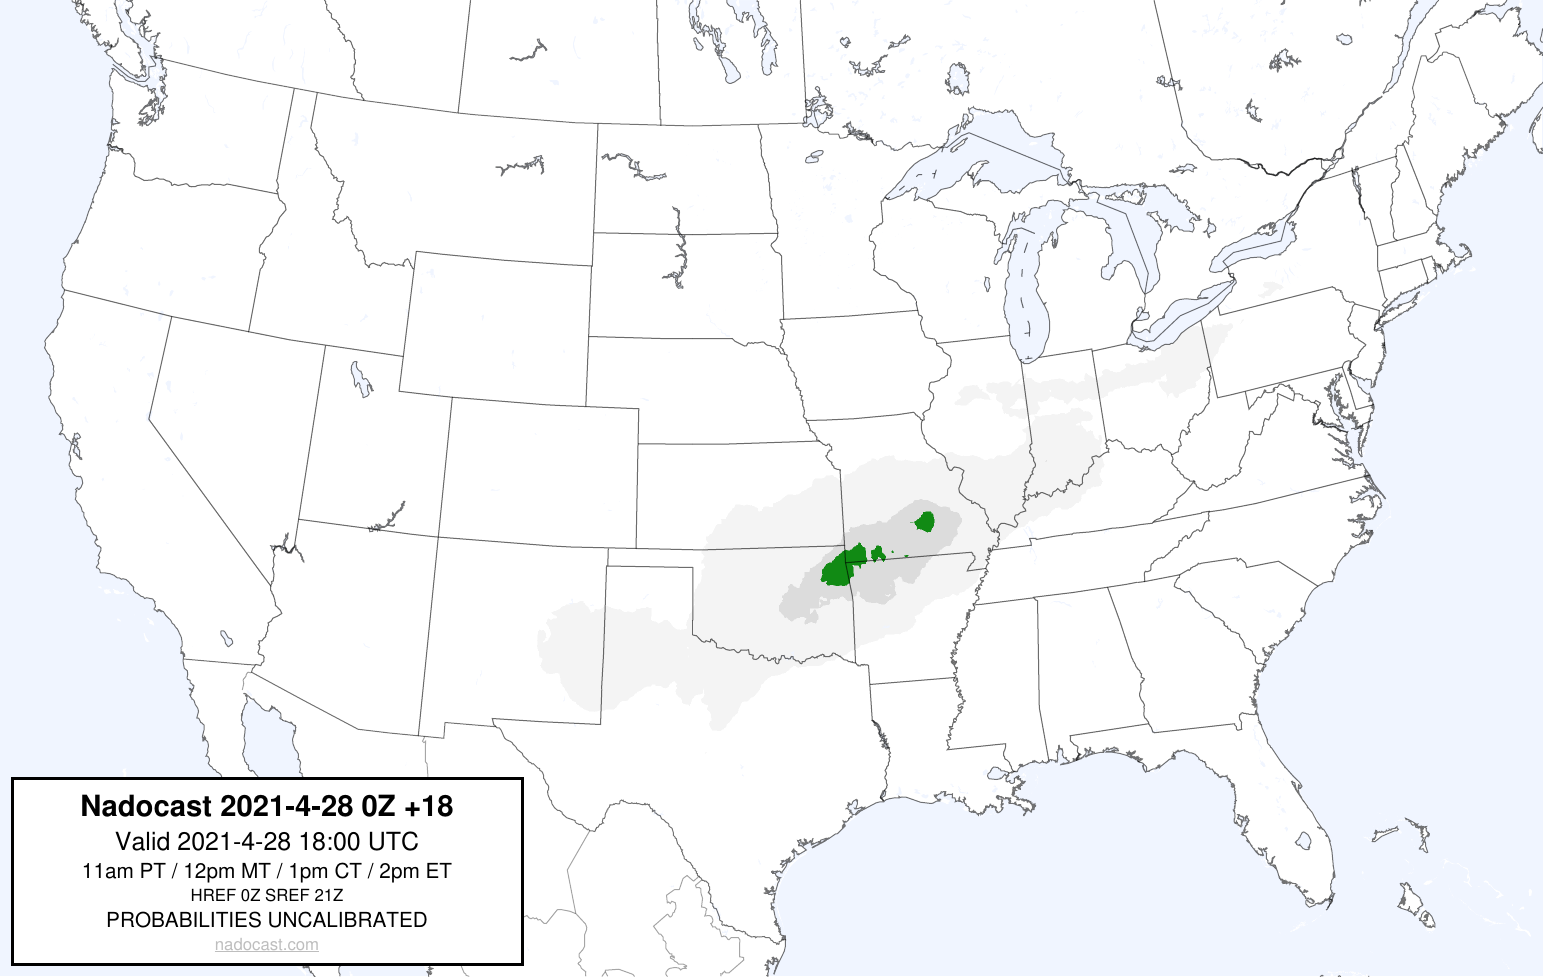 Nadocast 2021-4-28 0Z +18
Valid 2021-4-28 18:00 UTC
11am PT / 12pm MT / 1pm CT / 2pm ET
HREF 0Z SREF 21Z
PROBABILITIES UNCALIBRATED
nadocast.com